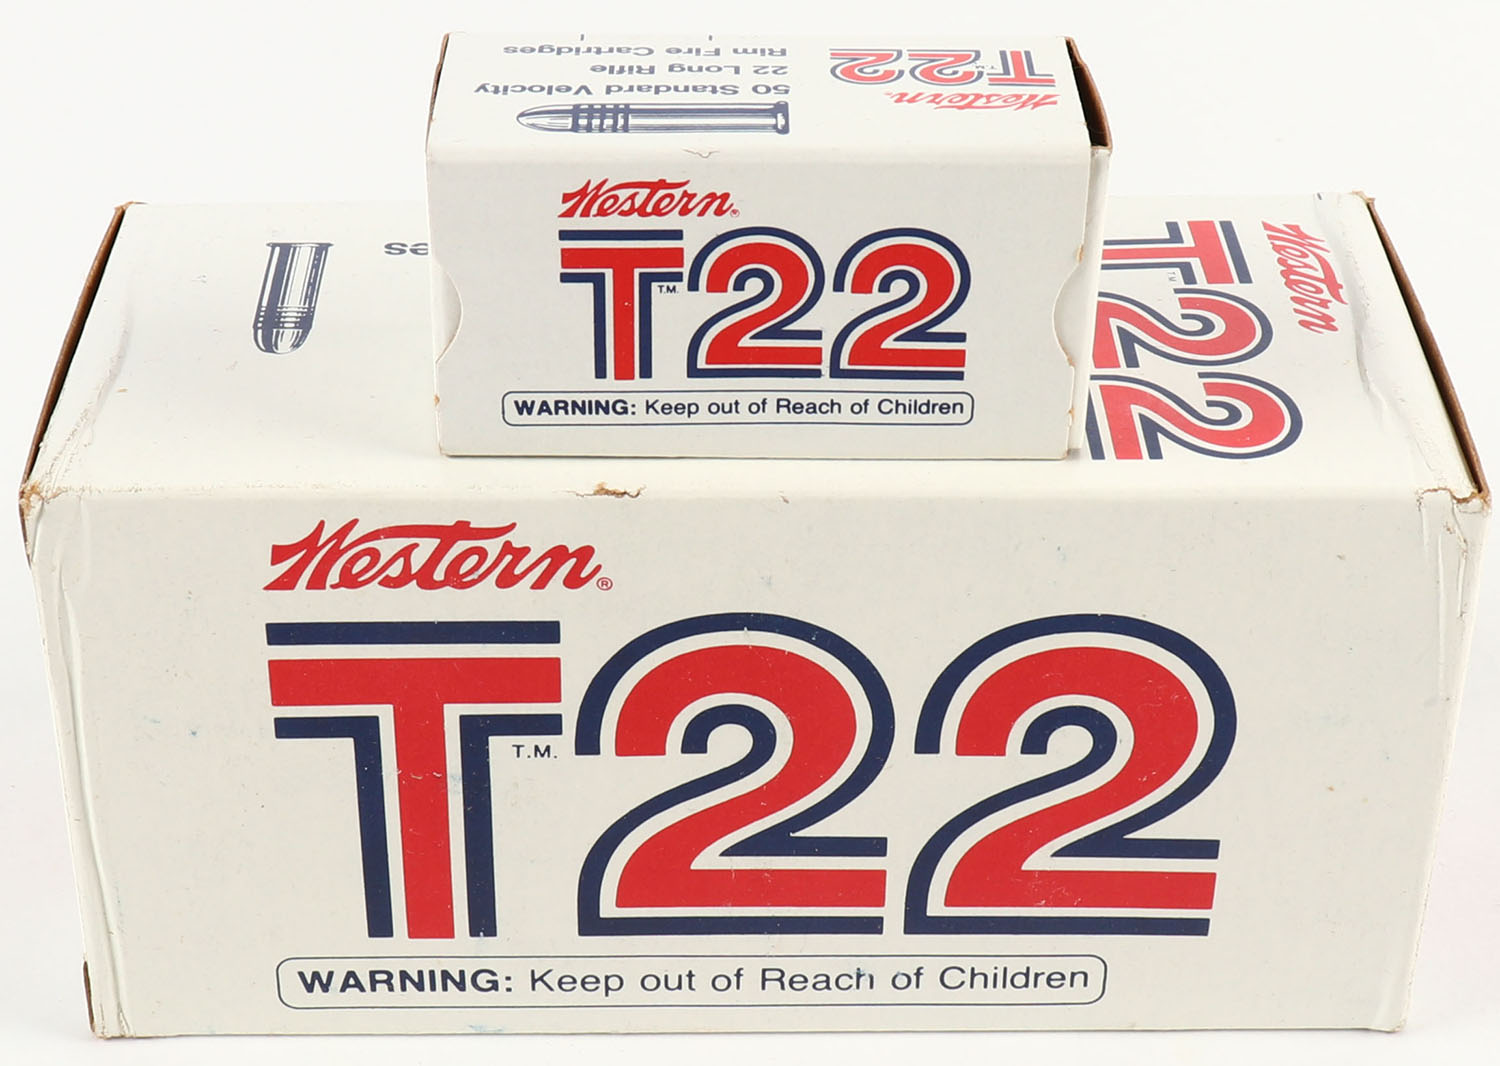 50 Standard Velocity
22 Long Rifle
Rim Fire Cartridges
Western
T22
T.M.
Western®
T22
T.M.
WARNING: Keep out of Reach of Children
es
Western
T22
T.M.
Western®
T22
T.M.
WARNING: Keep out of Reach of Children